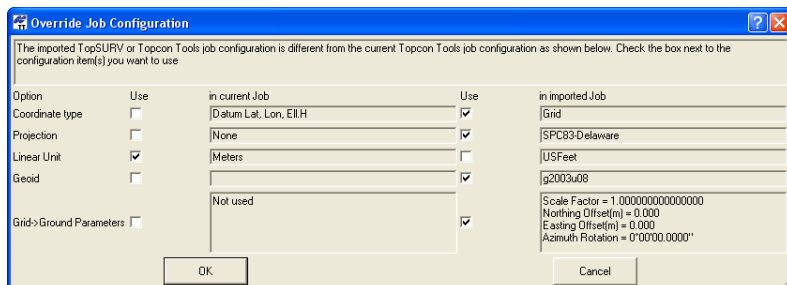 Override Job Configuration
The imported TopSURV or Topcon Tools job configuration is different from the current Topcon Tools job configuration as shown below. Check the box next to the
configuration item(s) you want to use
Option Use in current Job Use in imported Job
Coordinate type Datum Lat, Lon, Ell.H Grid
Projection None SPC83-Delaware
Linear Unit Meters USFeet
Geoid g2003u08
Grid->Ground Parameters Not used
Scale Factor = 1.000000000000000
Northing Offset(m) = 0.000
Easting Offset(m) = 0.000
Azimuth Rotation = 0°00'00.0000"
OK Cancel